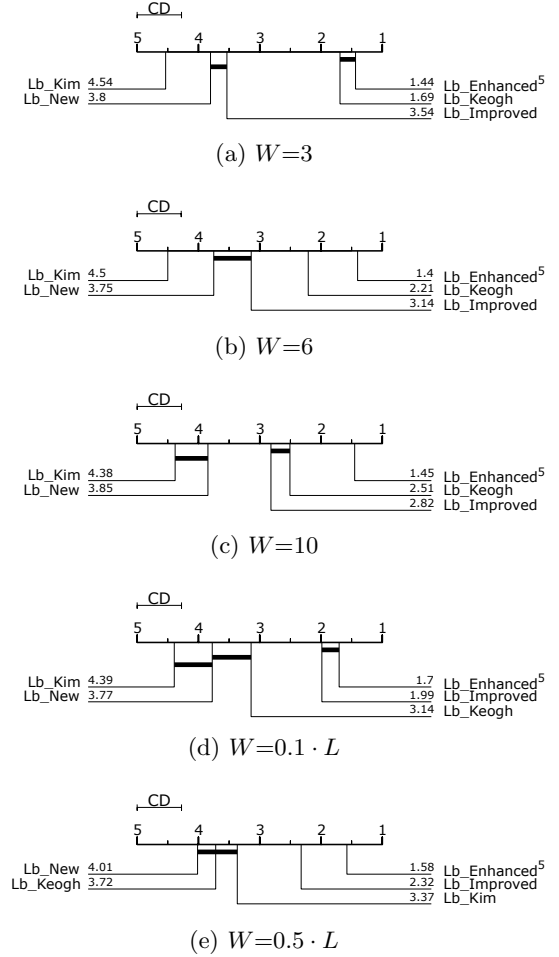 CD
5 4 3 2 1
Lb_Kim 4.54 1.44 Lb_Enhanced⁵
Lb_New 3.8 1.69 Lb_Keogh
3.54 Lb_Improved
(a) W=3
CD
5 4 3 2 1
Lb_Kim 4.5 1.4 Lb_Enhanced⁵
Lb_New 3.75 2.21 Lb_Keogh
3.14 Lb_Improved
(b) W=6
CD
5 4 3 2 1
Lb_Kim 4.38 1.45 Lb_Enhanced⁵
Lb_New 3.85 2.51 Lb_Keogh
2.82 Lb_Improved
(c) W=10
CD
5 4 3 2 1
Lb_Kim 4.39 1.7 Lb_Enhanced⁵
Lb_New 3.77 1.99 Lb_Improved
3.14 Lb_Keogh
(d) W=0.1 · L
CD
5 4 3 2 1
Lb_New 4.01 1.58 Lb_Enhanced⁵
Lb_Keogh 3.72 2.32 Lb_Improved
3.37 Lb_Kim
(e) W=0.5 · L